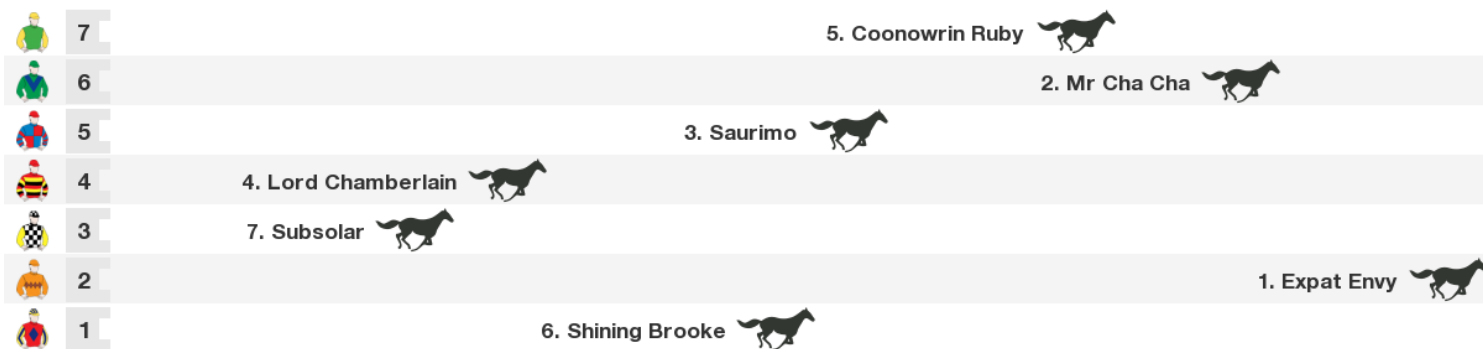 7 5. Coonowrin Ruby
6 2. Mr Cha Cha
5 3. Saurimo
4 4. Lord Chamberlain
3 7. Subsolar
2 1. Expat Envy
1 6. Shining Brooke